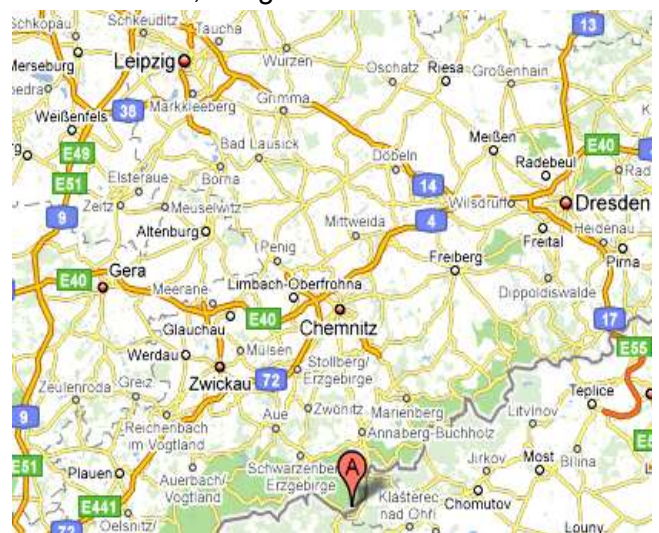 Schkopau
Schkeuditz
Taucha
13
Merseburg
Leipzig
Wurzen
Oschatz
Riesa
Großenhain
Markkleeberg
Grimma
38
Weißenfels
Meißen
E49
Bad Lausick
Döbeln
Radebeul
E40
E51
Elsteraue
Borna
14
Zeitz
Meuselwitz
Wilsdruff
Dresden
9
Altenburg
Mittweida
4
Freital
Heidenau
Penig
Freiberg
Pirna
Gera
E40
Meerane
Limbach-Oberfrohna
Dippoldiswalde
Glauchau
E40
Chemnitz
17
Werdau
Mülsen
E55
Stollberg/
Erzgebirge
Zwickau
72
Teplice
Zeulenroda
Greiz
Zwönitz
Marienberg
Litvínov
9
Reichenbach
im Vogtland
Aue
Annaberg-Buchholz
E51
Plauen
Auerbach/
Vogtland
Schwarzenberg/
Erzgebirge
A
Jirkov
Most
Bílina
E441
Klášterec
nad Ohří
Chomutov
Oelsnitz/
72
Louny